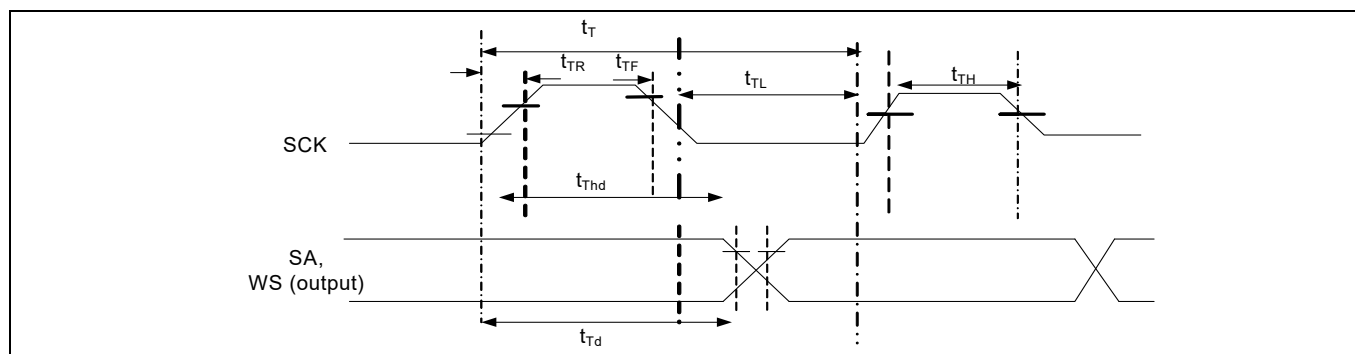 tT
tTR
tTF
tTL
tTH
SCK
tThd
SA,
WS (output)
tTd